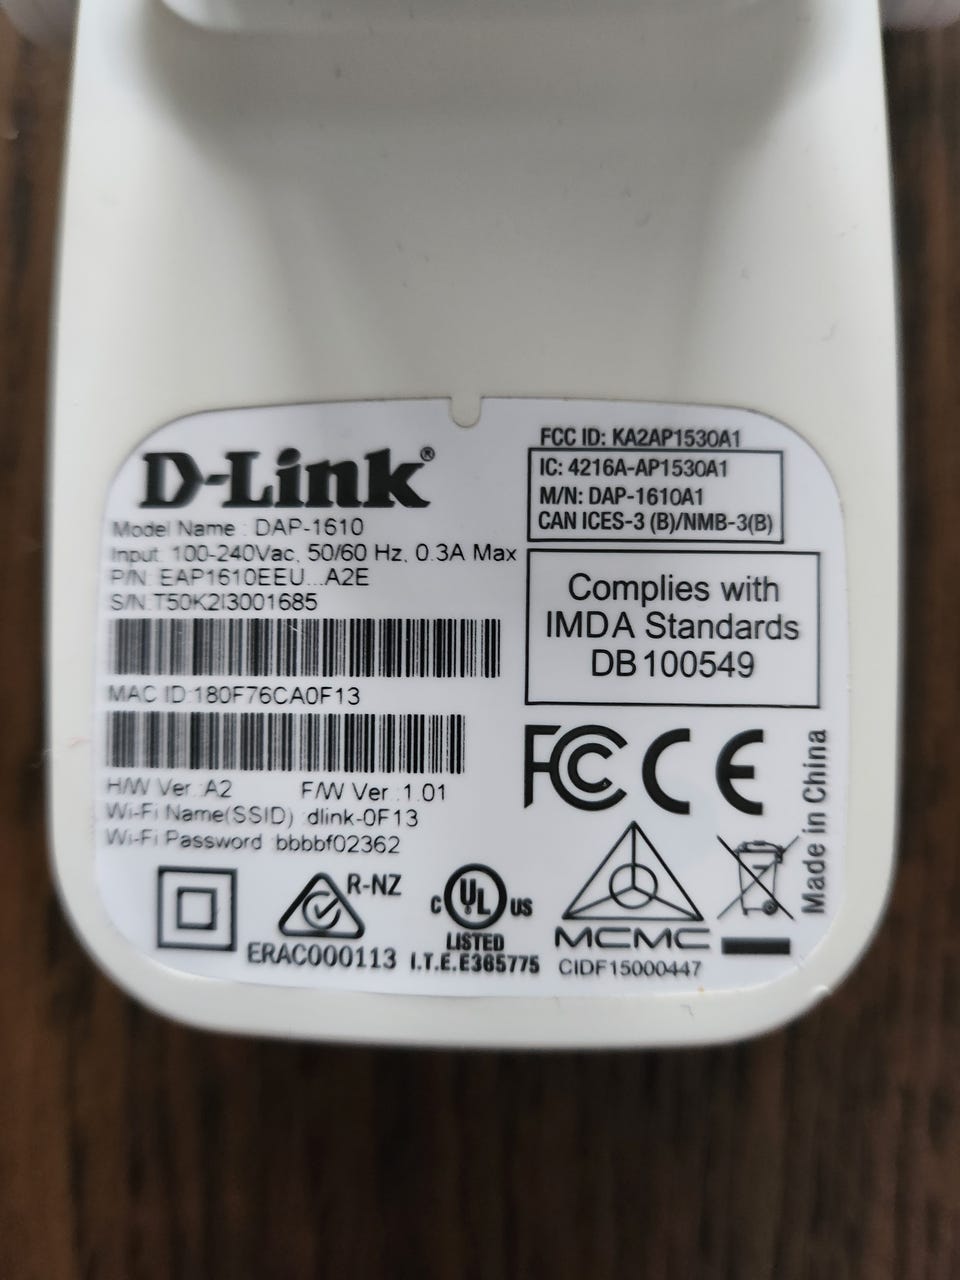 D-Link®
Model Name : DAP-1610
Input: 100-240Vac, 50/60 Hz, 0.3A Max
P/N: EAP1610EEU...A2E
S/N:T50K2I3001685
MAC ID:180F76CA0F13
H/W Ver.:A2 F/W Ver.:1.01
Wi-Fi Name(SSID) :dlink-0F13
Wi-Fi Password :bbbbf02362
FCC ID: KA2AP1530A1
IC: 4216A-AP1530A1
M/N: DAP-1610A1
CAN ICES-3 (B)/NMB-3(B)
Complies with
IMDA Standards
DB100549
FCC CE
Made in China
R-NZ
ERAC000113
C UL US
LISTED
I.T.E.E365775
MCMC
CIDF15000447